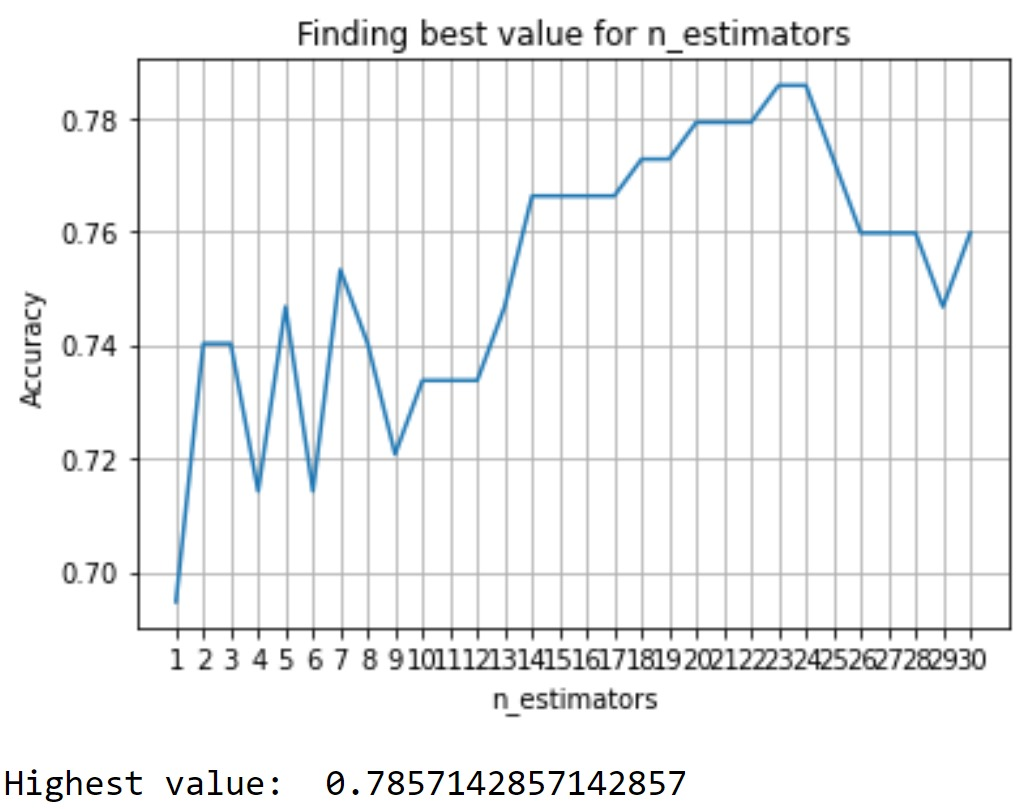 Finding best value for n_estimators
0.78
0.76
0.74
0.72
0.70
Accuracy
1 2 3 4 5 6 7 8 9 10 11 12 13 14 15 16 17 18 19 20 21 22 23 24 25 26 27 28 29 30
n_estimators
Highest value:  0.7857142857142857